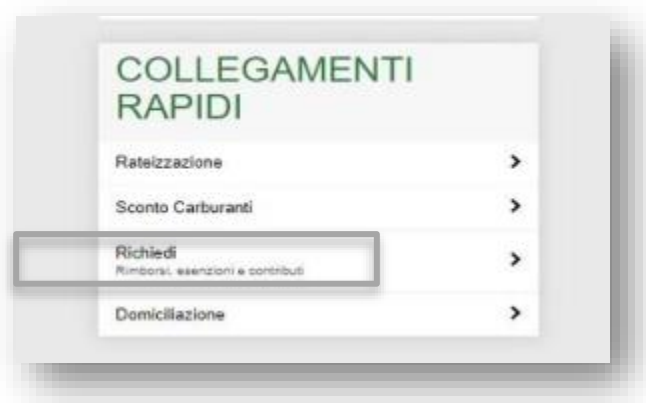 COLLEGAMENTI
RAPIDI
Rateizzazione
Sconto Carburanti
Richiedi
Rimborsi, esenzioni e contributi
Domiciliazione